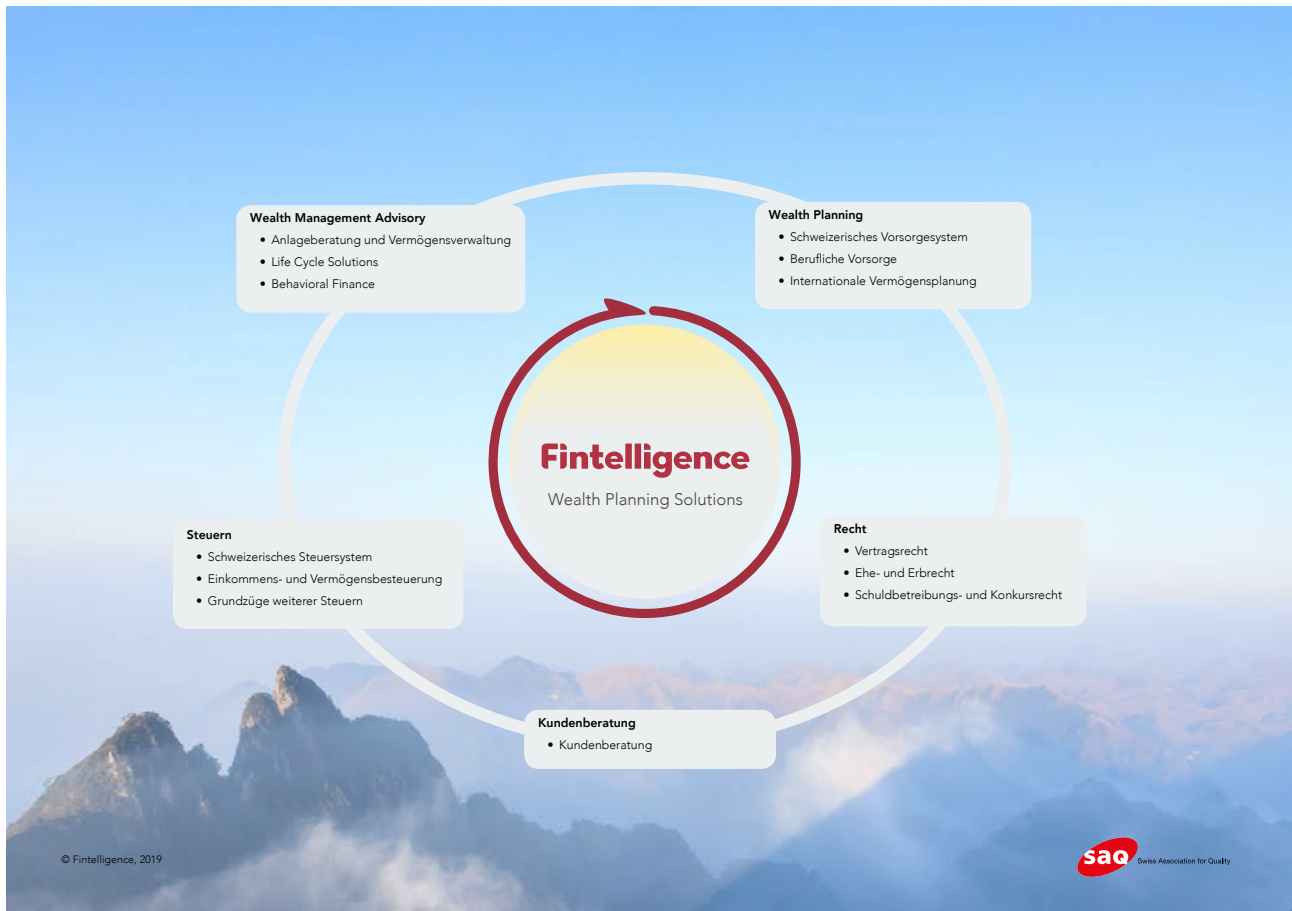 Wealth Management Advisory
• Anlageberatung und Vermögensverwaltung
• Life Cycle Solutions
• Behavioral Finance
Wealth Planning
• Schweizerisches Vorsorgesystem
• Berufliche Vorsorge
• Internationale Vermögensplanung
Fintelligence
Wealth Planning Solutions
Steuern
• Schweizerisches Steuersystem
• Einkommens- und Vermögensbesteuerung
• Grundzüge weiterer Steuern
Recht
• Vertragsrecht
• Ehe- und Erbrecht
• Schuldbetreibungs- und Konkursrecht
Kundenberatung
• Kundenberatung
© Fintelligence, 2019
saq Swiss Association for Quality